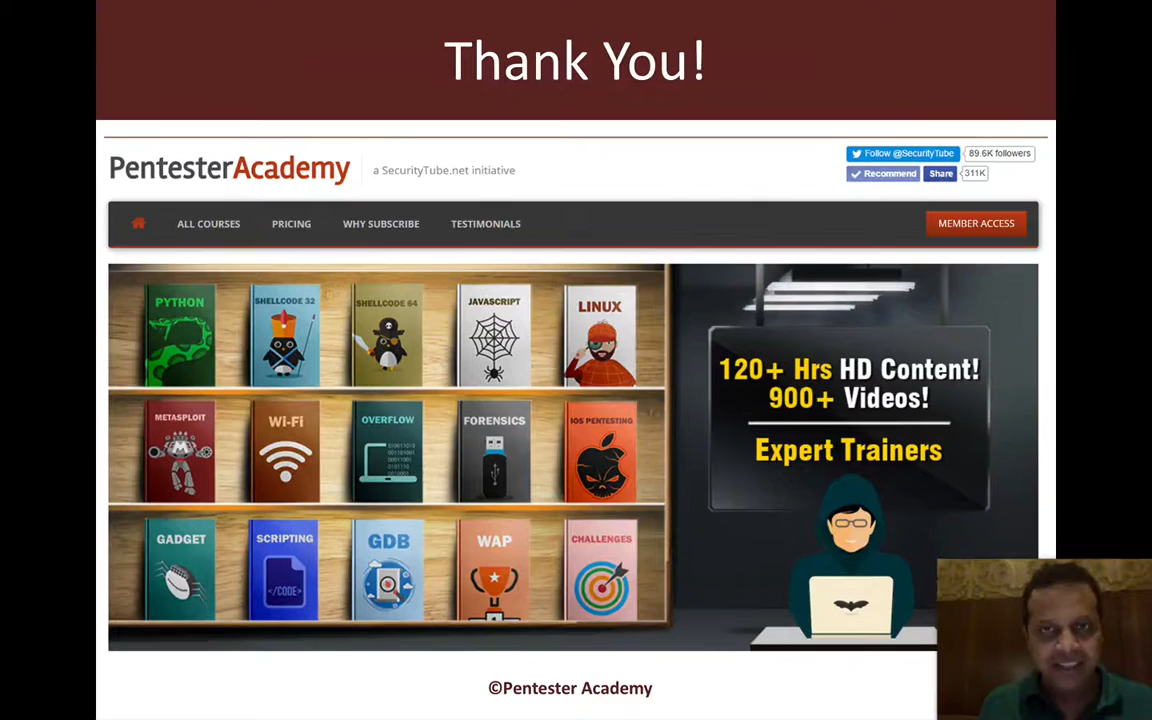 Thank You!
PentesterAcademy
a SecurityTube.net initiative
Follow @SecurityTube
89.6K followers
Recommend
Share
311K
ALL COURSES
PRICING
WHY SUBSCRIBE
TESTIMONIALS
MEMBER ACCESS
PYTHON
SHELLCODE 32
SHELLCODE 64
JAVASCRIPT
LINUX
120+ Hrs HD Content!
900+ Videos!
Expert Trainers
METASPLOIT
Wi-Fi
OVERFLOW
FORENSICS
IOS PENTESTING
GADGET
SCRIPTING
</CODE>
GDB
WAP
CHALLENGES
©Pentester Academy